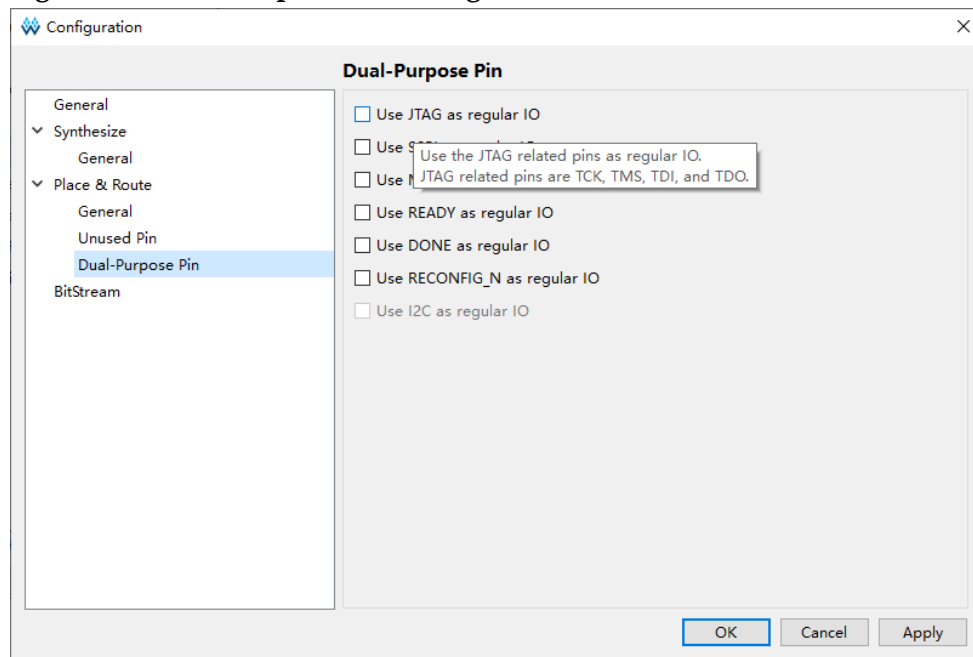 Configuration
Dual-Purpose Pin
General
Synthesize
General
Place & Route
General
Unused Pin
Dual-Purpose Pin
BitStream
Use JTAG as regular IO
Use
Use the JTAG related pins as regular IO.
JTAG related pins are TCK, TMS, TDI, and TDO.
Use
Use READY as regular IO
Use DONE as regular IO
Use RECONFIG_N as regular IO
Use I2C as regular IO
OK
Cancel
Apply